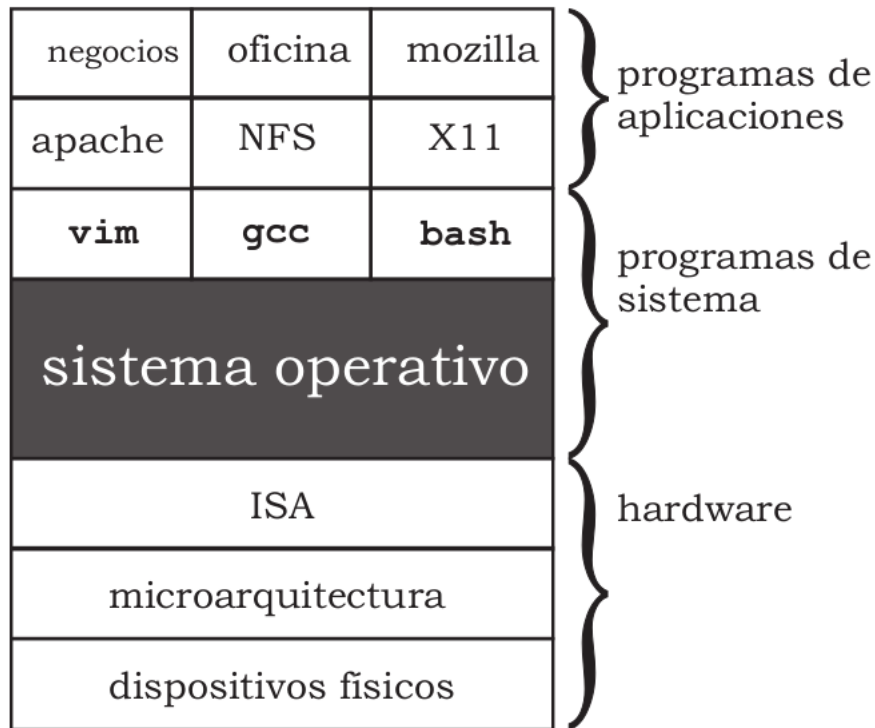 negocios oficina mozilla
programas de
aplicaciones
apache NFS X11
vim gcc bash
programas de
sistema
sistema operativo
ISA
hardware
microarquitectura
dispositivos físicos